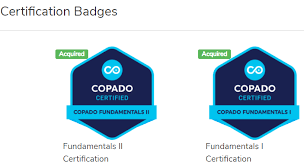 Certification Badges
Acquired
COPADO
CERTIFIED
COPADO FUNDAMENTALS II
Fundamentals II
Certification
Acquired
COPADO
CERTIFIED
COPADO FUNDAMENTALS I
Fundamentals I
Certification